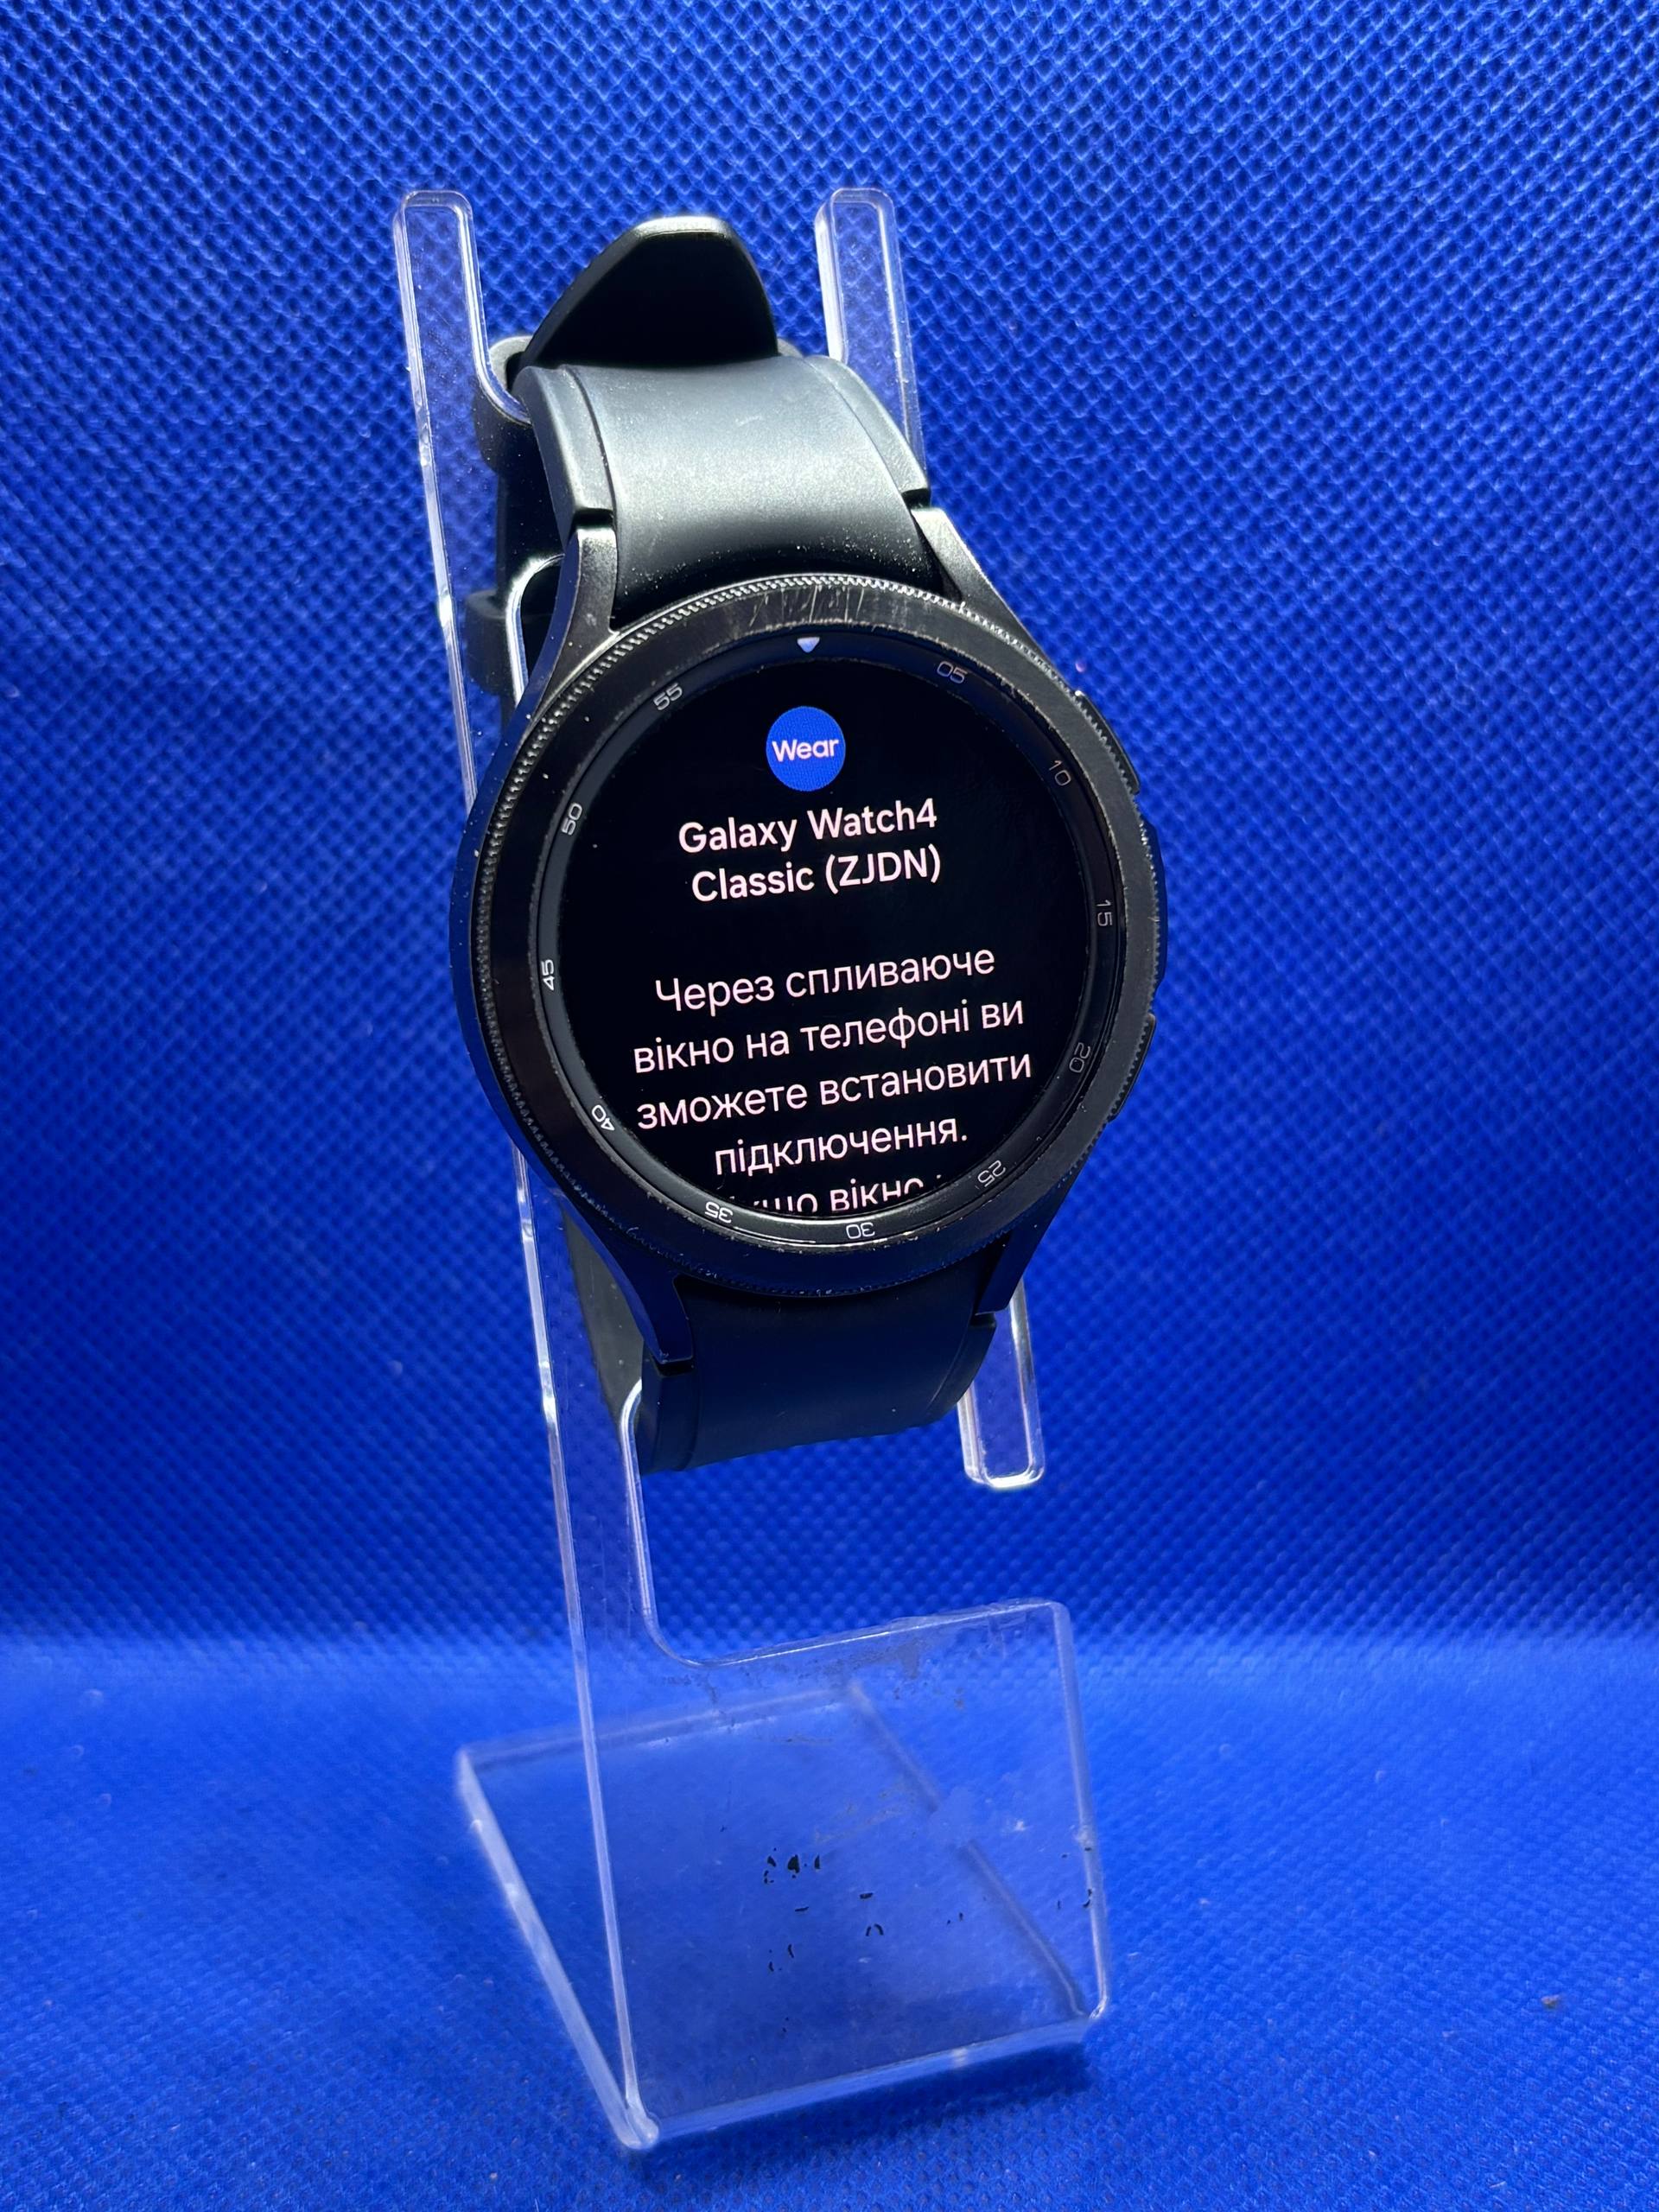 05
10
15
20
25
30
35
40
45
50
55
Wear
Galaxy Watch4
Classic (ZJDN)
Через спливаюче
вікно на телефоні ви
зможете встановити
підключення.
вікно